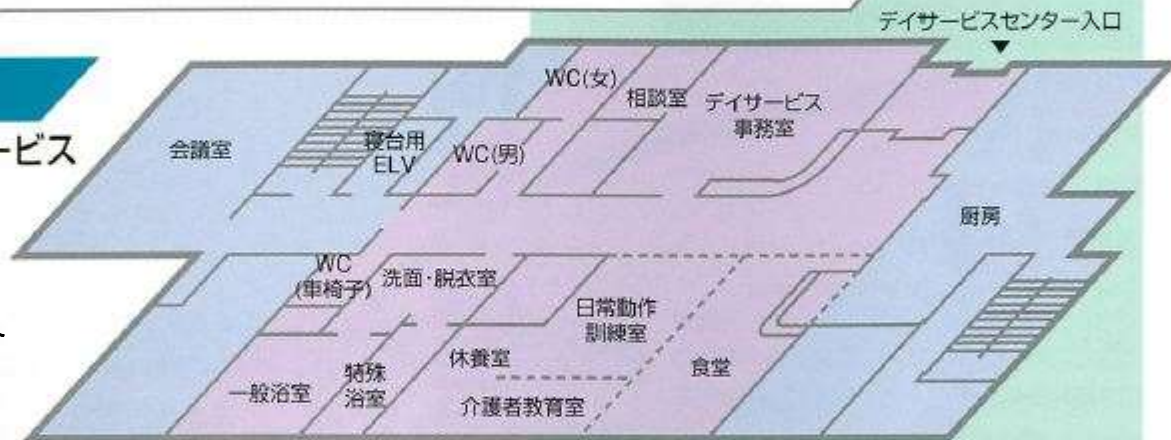 デイサービスセンター入口
ービス
会議室
寝台用
ELV
WC(女)
WC(男)
相談室
デイサービス
事務室
厨房
WC
(車椅子)
洗面・脱衣室
日常動作
訓練室
休養室
食堂
一般浴室
特殊
浴室
介護者教育室